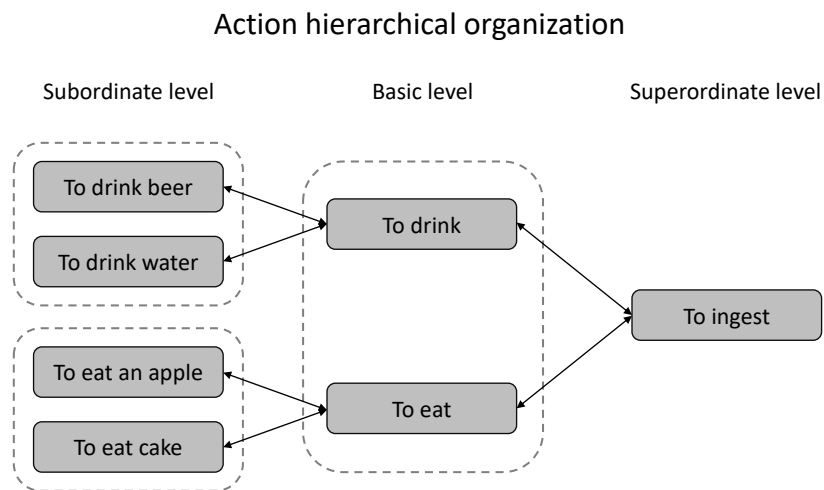 Action hierarchical organization
Subordinate level
Basic level
Superordinate level
To drink beer
To drink water
To eat an apple
To eat cake
To drink
To eat
To ingest